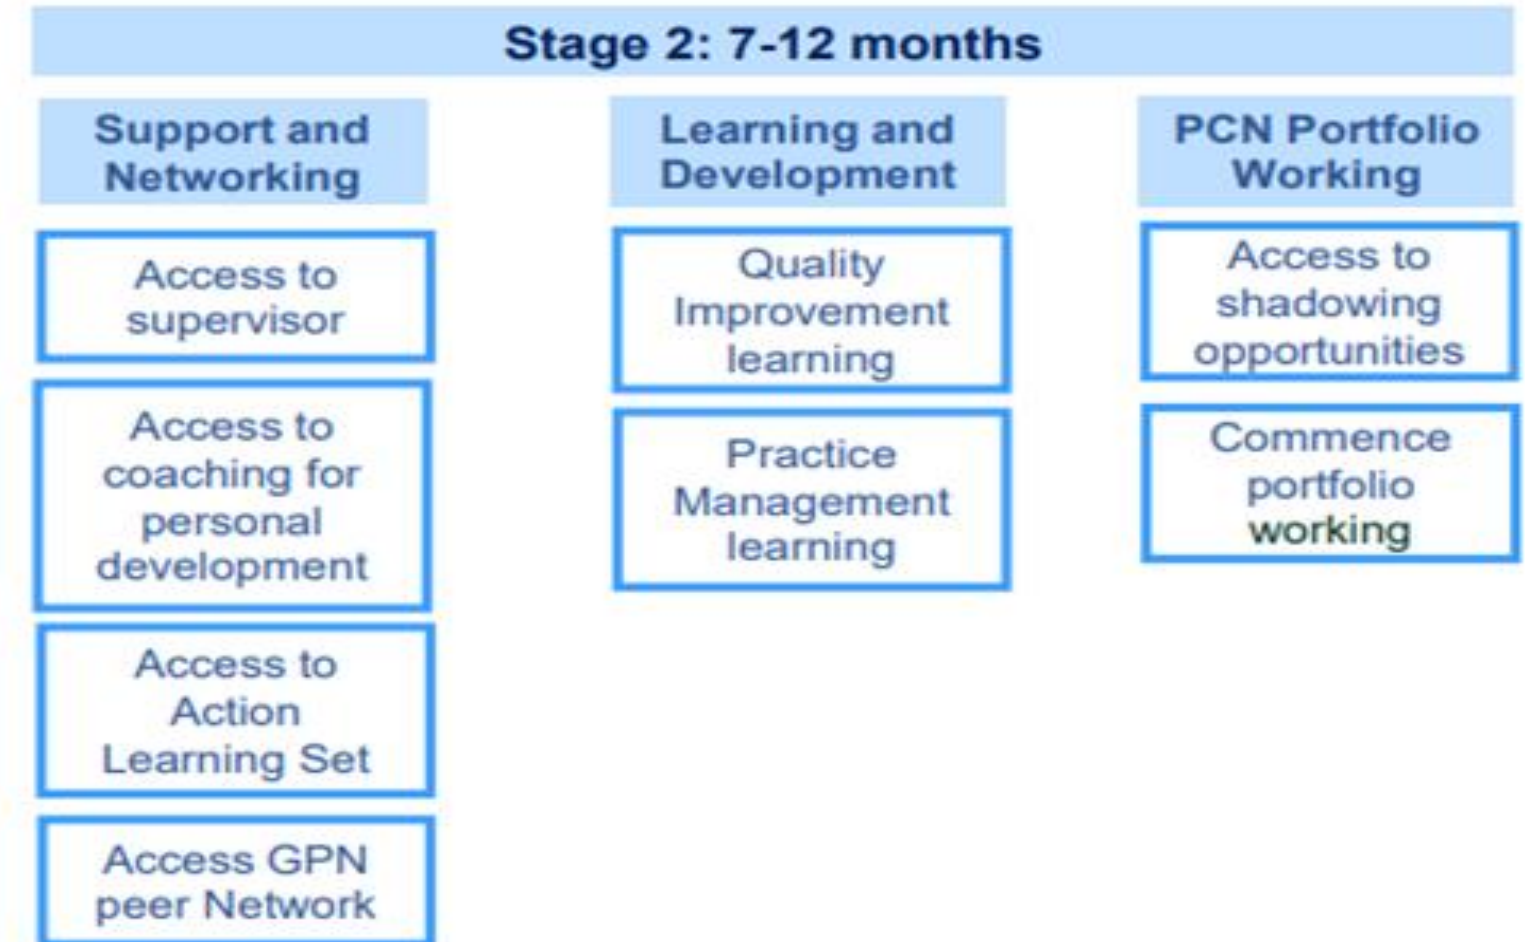 Stage 2: 7-12 months
Support and
Networking
Access to
supervisor
Access to
coaching for
personal
development
Access to
Action
Learning Set
Access GPN
peer Network
Learning and
Development
Quality
Improvement
learning
Practice
Management
learning
PCN Portfolio
Working
Access to
shadowing
opportunities
Commence
portfolio
working